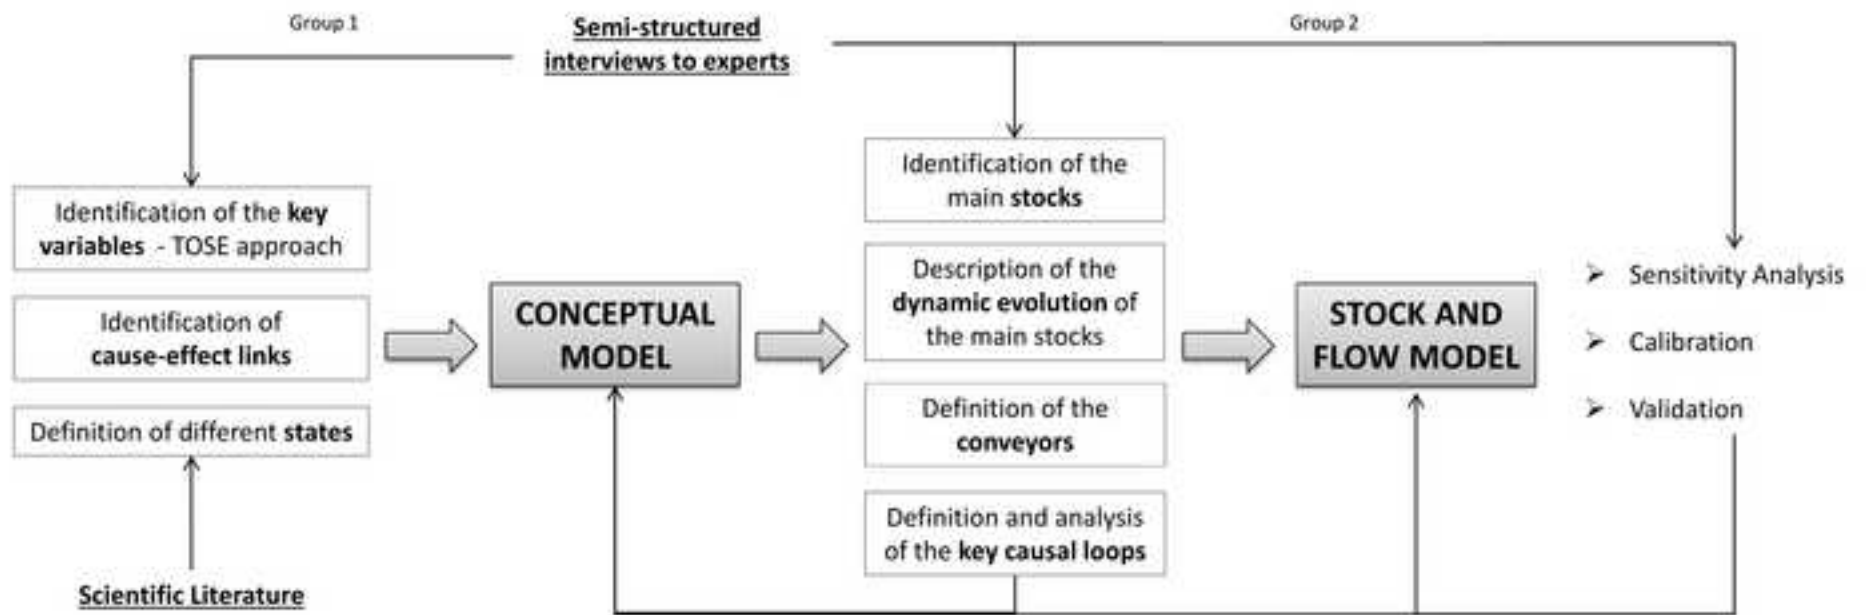 Group 1
Semi-structured
interviews to experts
Group 2
Identification of the key
variables - TOSE approach
Identification of
cause-effect links
Definition of different states
Scientific Literature
CONCEPTUAL
MODEL
Identification of the
main stocks
Description of the
dynamic evolution of
the main stocks
Definition of the
conveyors
Definition and analysis
of the key causal loops
STOCK AND
FLOW MODEL
➢ Sensitivity Analysis
➢ Calibration
➢ Validation